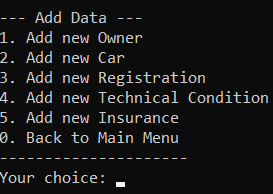 --- Add Data ---
1. Add new Owner
2. Add new Car
3. Add new Registration
4. Add new Technical Condition
5. Add new Insurance
0. Back to Main Menu
--------------------
Your choice: